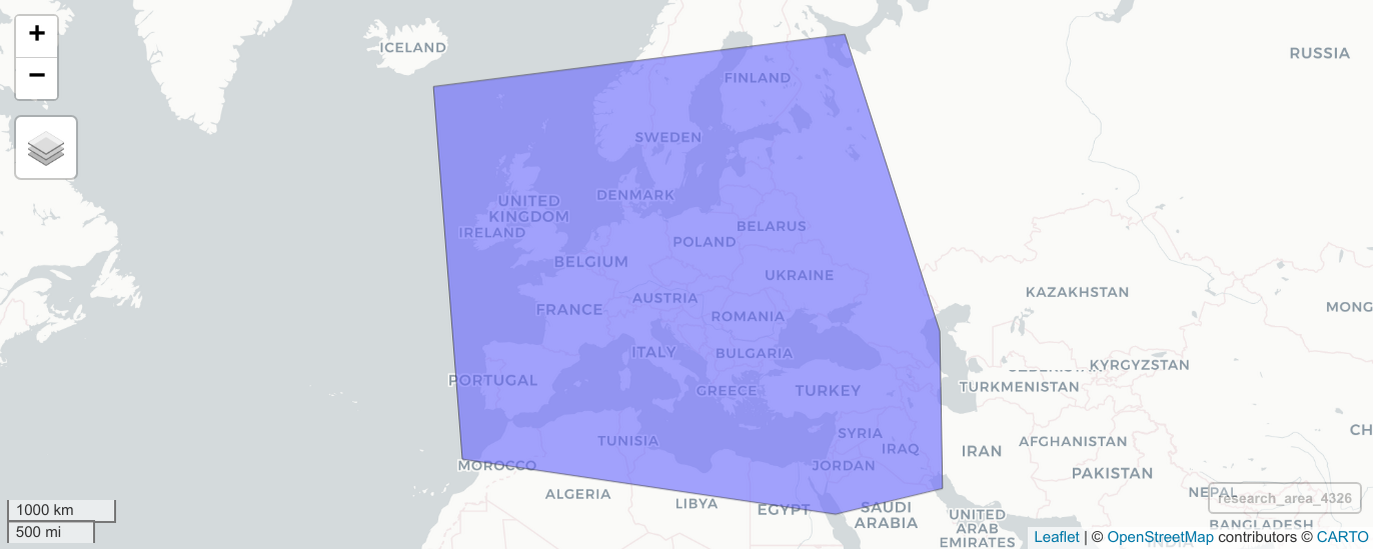 +
−
ICELAND
RUSSIA
FINLAND
SWEDEN
DENMARK
UNITED
KINGDOM
IRELAND
BELARUS
POLAND
BELGIUM
UKRAINE
KAZAKHSTAN
AUSTRIA
FRANCE
ROMANIA
MONG
ITALY
BULGARIA
KYRGYZSTAN
PORTUGAL
GREECE
TURKEY
TURKMENISTAN
TUNISIA
SYRIA
IRAQ
IRAN
AFGHANISTAN
CH
MOROCCO
JORDAN
PAKISTAN
ALGERIA
LIBYA
EGYPT
SAUDI
ARABIA
NEPAL
research_area_4326
UNITED
ARAB
EMIRATES
BANGLADESH
INDIA
1000 km
500 mi
Leaflet | © OpenStreetMap contributors © CARTO